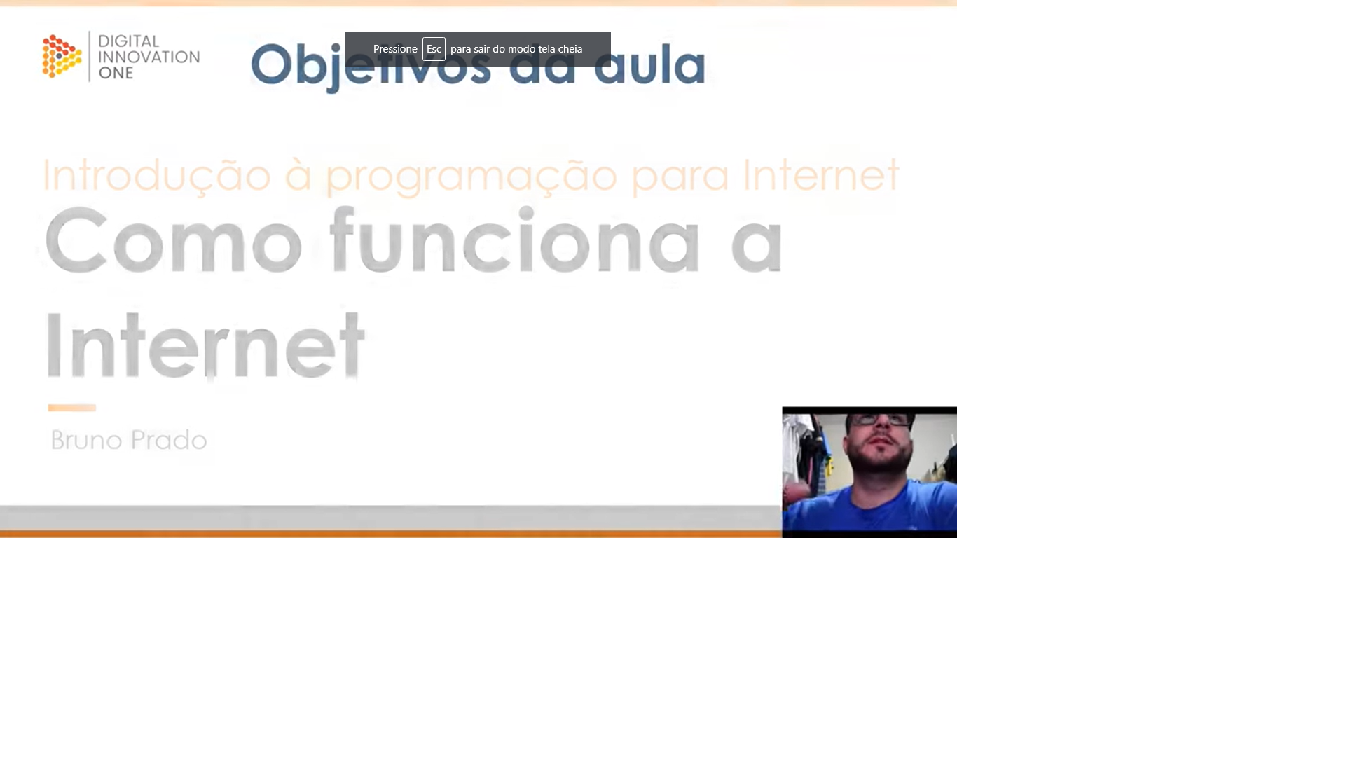 DIGITAL
INNOVATION
ONE
Objetivos da aula
Pressione Esc para sair do modo tela cheia
Introdução à programação para Internet
Como funciona a
Internet
Bruno Prado